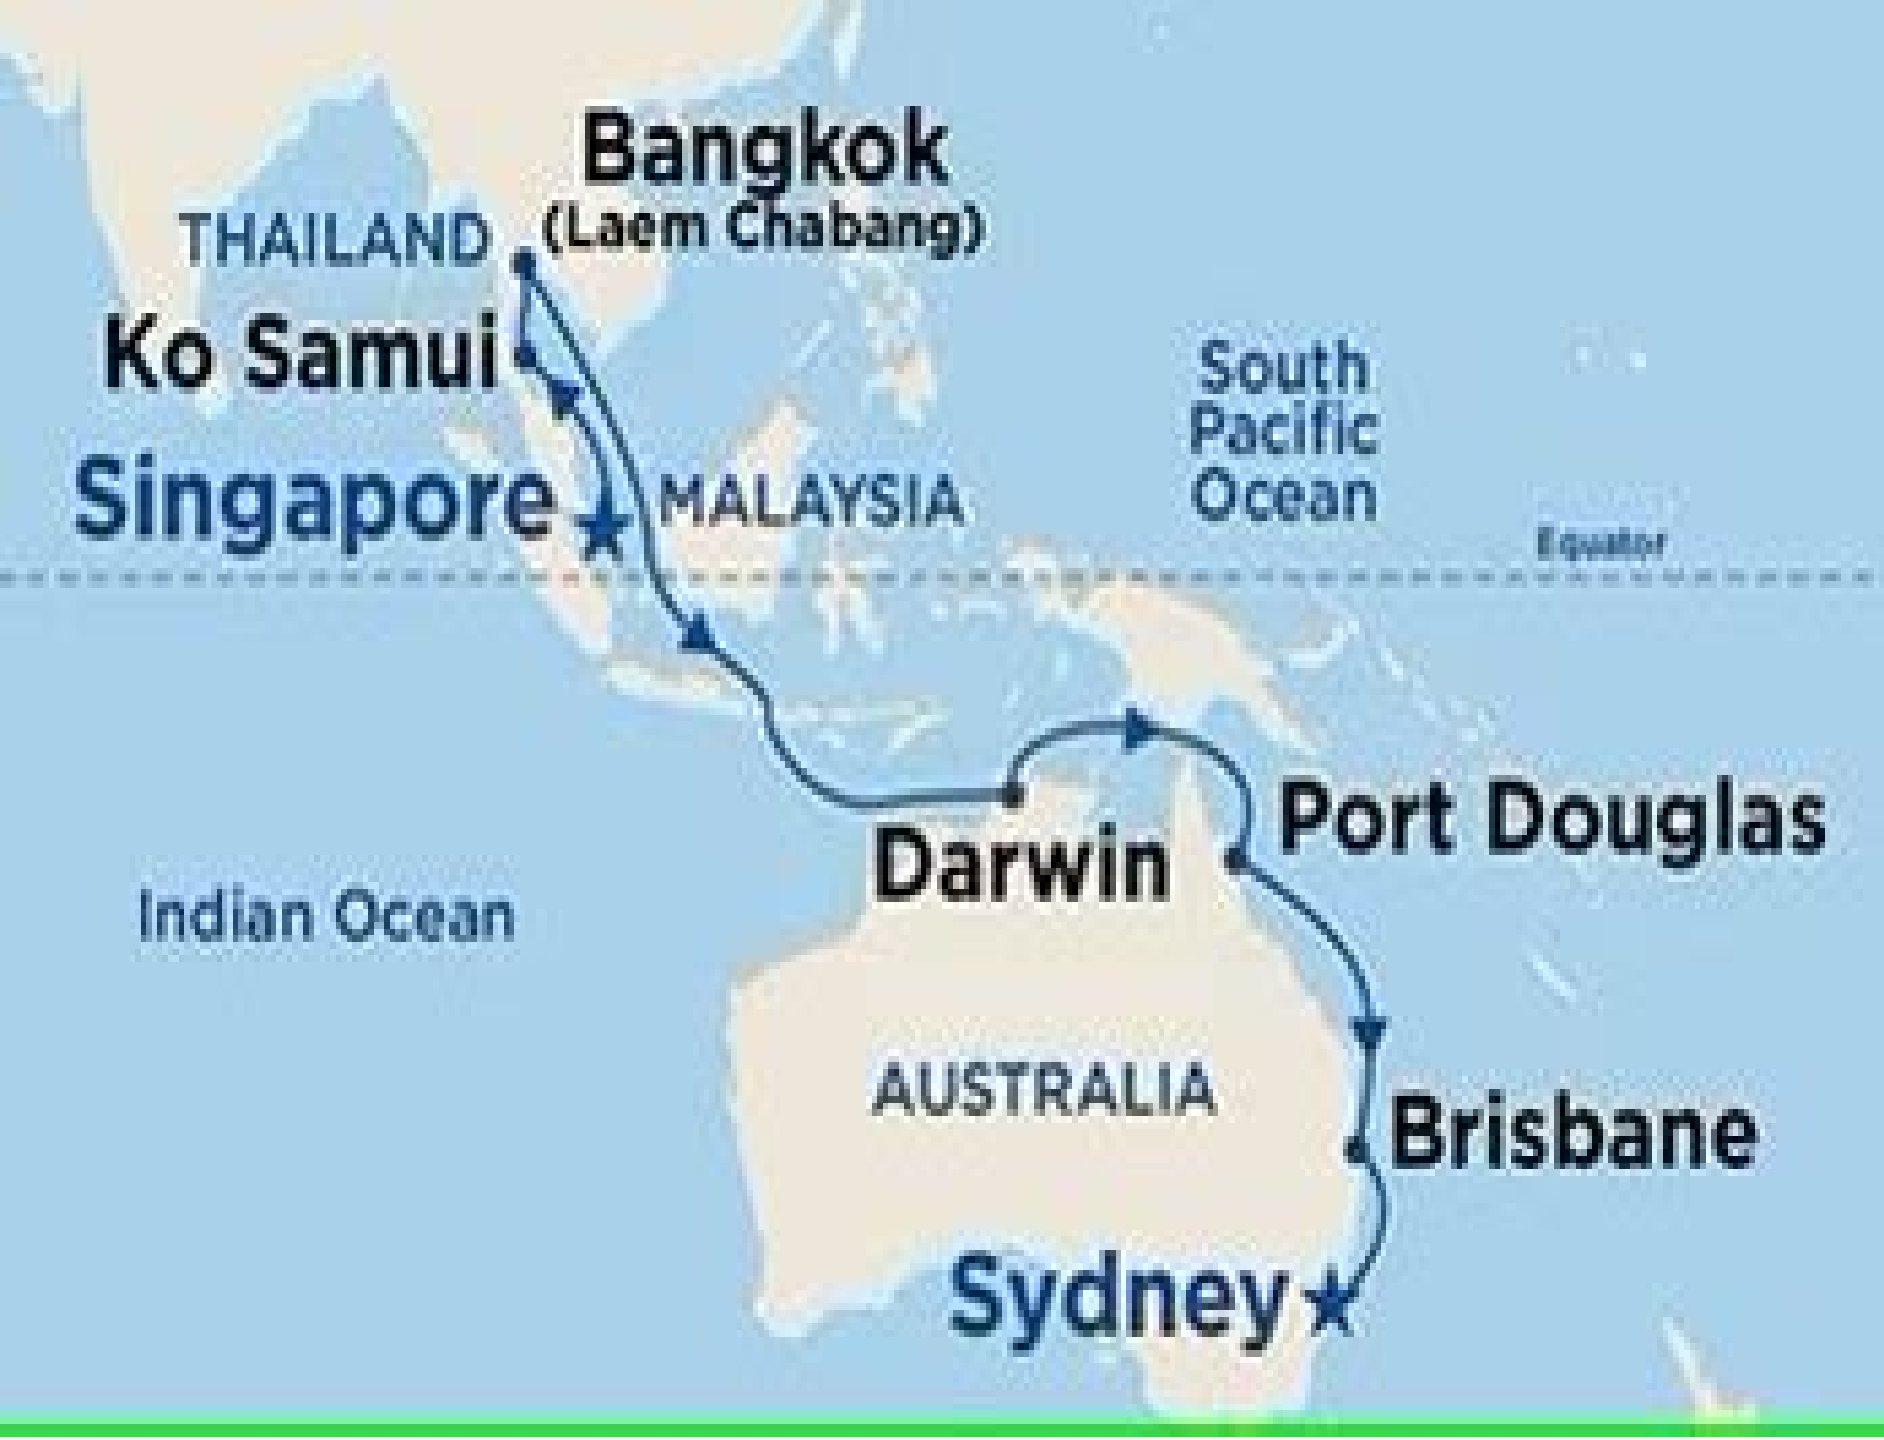 Bangkok
(Laem Chabang)
THAILAND
Ko Samui
Singapore
MALAYSIA
South
Pacific
Ocean
Equator
Port Douglas
Darwin
Indian Ocean
AUSTRALIA
Brisbane
Sydney